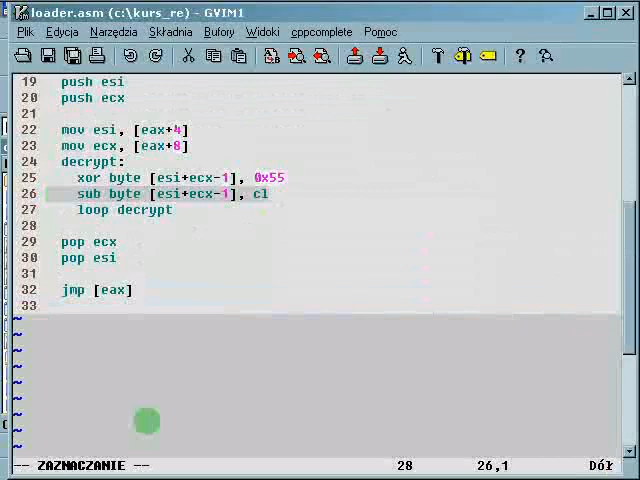 loader.asm (c:\kurs_re) - GVIM1
Plik Edycja Narzędzia Składnia Bufory Widoki cppcomplete Pomoc
19 push esi
20 push ecx
21
22 mov esi, [eax+4]
23 mov ecx, [eax+8]
24 decrypt:
25 xor byte [esi+ecx-1], 0x55
26 sub byte [esi+ecx-1], cl
27 loop decrypt
28
29 pop ecx
30 pop esi
31
32 jmp [eax]
33
~
~
~
~
~
~
~
~
~
-- ZAZNACZANIE -- 28 26,1 Dół